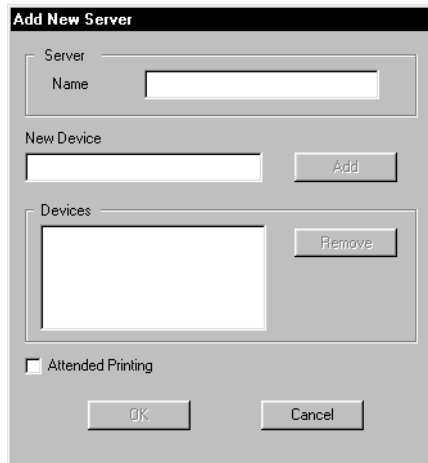 Add New Server
Server
Name
New Device
Add
Devices
Remove
Attended Printing
OK
Cancel